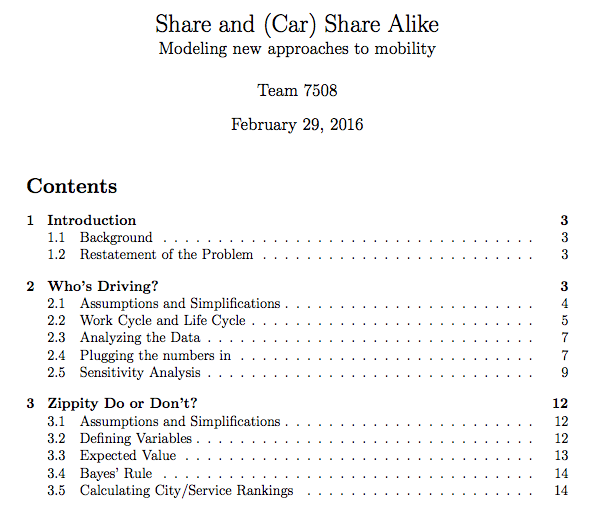 Share and (Car) Share Alike
Modeling new approaches to mobility
Team 7508
February 29, 2016
Contents
1 Introduction 3
1.1 Background . . . . . . . . . . . . . . . . . . . . . . . . . . . . . . . . . . 3
1.2 Restatement of the Problem . . . . . . . . . . . . . . . . . . . . . . . . . 3
2 Who's Driving? 3
2.1 Assumptions and Simplifications . . . . . . . . . . . . . . . . . . . . . . . 4
2.2 Work Cycle and Life Cycle . . . . . . . . . . . . . . . . . . . . . . . . . . 5
2.3 Analyzing the Data . . . . . . . . . . . . . . . . . . . . . . . . . . . . . . 7
2.4 Plugging the numbers in . . . . . . . . . . . . . . . . . . . . . . . . . . . 7
2.5 Sensitivity Analysis . . . . . . . . . . . . . . . . . . . . . . . . . . . . . . 9
3 Zippity Do or Don't? 12
3.1 Assumptions and Simplifications . . . . . . . . . . . . . . . . . . . . . . . 12
3.2 Defining Variables . . . . . . . . . . . . . . . . . . . . . . . . . . . . . . . 12
3.3 Expected Value . . . . . . . . . . . . . . . . . . . . . . . . . . . . . . . . 13
3.4 Bayes' Rule . . . . . . . . . . . . . . . . . . . . . . . . . . . . . . . . . . 14
3.5 Calculating City/Service Rankings . . . . . . . . . . . . . . . . . . . . . 14